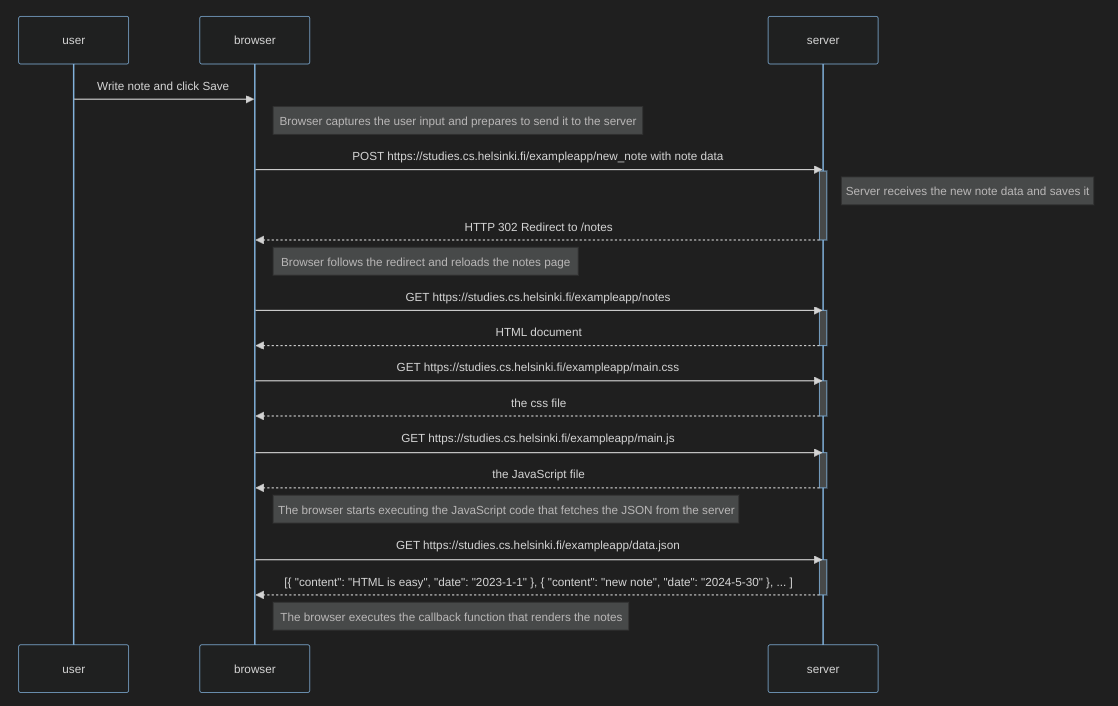 user
browser
server
Write note and click Save
Browser captures the user input and prepares to send it to the server
POST https://studies.cs.helsinki.fi/exampleapp/new_note with note data
Server receives the new note data and saves it
HTTP 302 Redirect to /notes
Browser follows the redirect and reloads the notes page
GET https://studies.cs.helsinki.fi/exampleapp/notes
HTML document
GET https://studies.cs.helsinki.fi/exampleapp/main.css
the css file
GET https://studies.cs.helsinki.fi/exampleapp/main.js
the JavaScript file
The browser starts executing the JavaScript code that fetches the JSON from the server
GET https://studies.cs.helsinki.fi/exampleapp/data.json
[{ "content": "HTML is easy", "date": "2023-1-1" }, { "content": "new note", "date": "2024-5-30" }, ... ]
The browser executes the callback function that renders the notes
user
browser
server